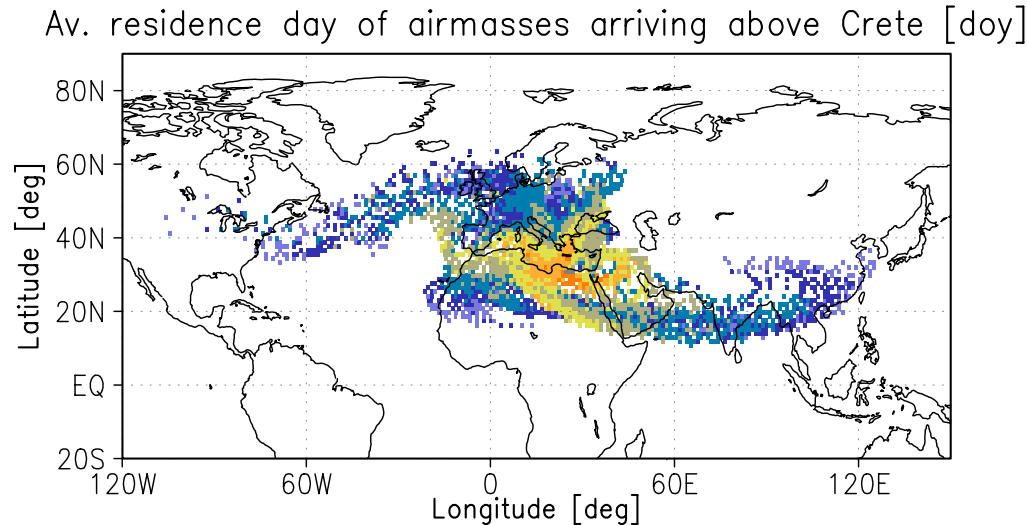 Av. residence day of airmasses arriving above Crete [doy]
80N
60N
40N
20N
EQ
20S
Latitude [deg]
120W 60W 0 60E 120E
Longitude [deg]